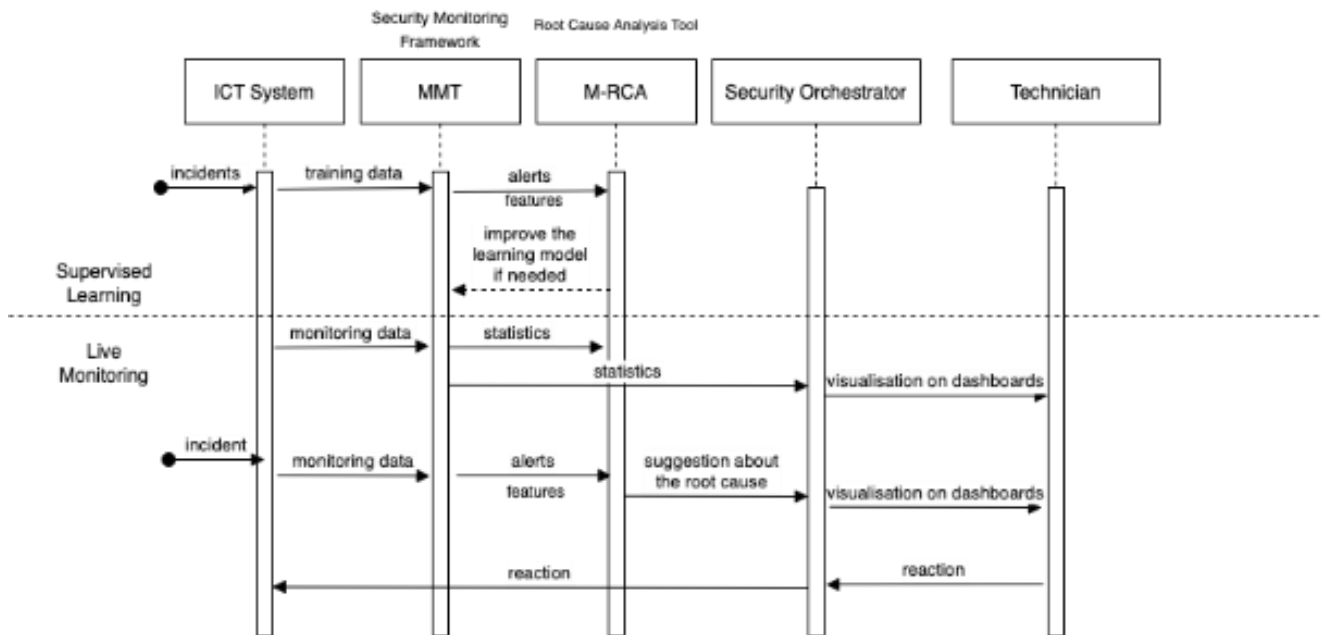 Security Monitoring
Framework
Root Cause Analysis Tool
ICT System
MMT
M-RCA
Security Orchestrator
Technician
incidents
training data
alerts
features
improve the
learning model
if needed
Supervised
Learning
monitoring data
statistics
Live
Monitoring
statistics
visualisation on dashboards
incident
monitoring data
alerts
features
suggestion about
the root cause
visualisation on dashboards
reaction
reaction